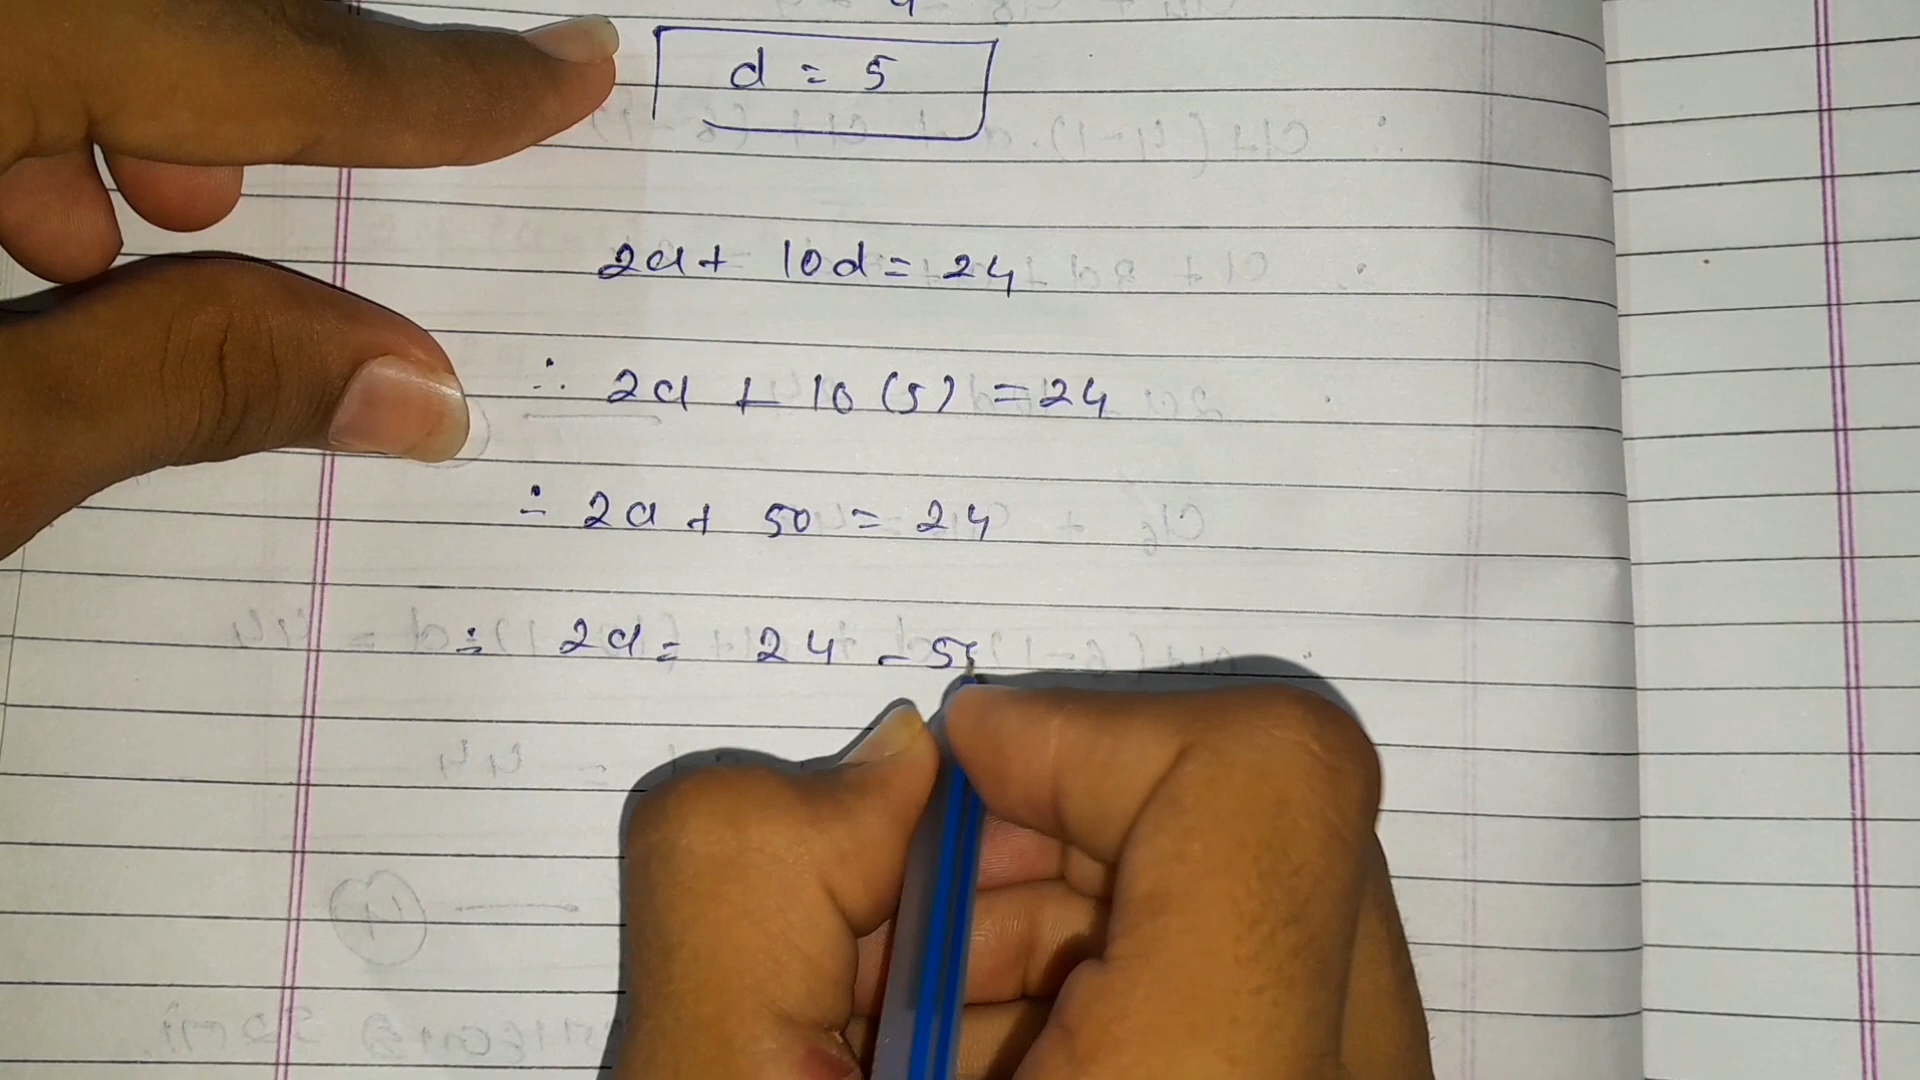 d = 5
2a + 10d = 24
∴ 2a + 10 (5) = 24
∴ 2a + 50 = 24
∴ 2a = 24 - 50